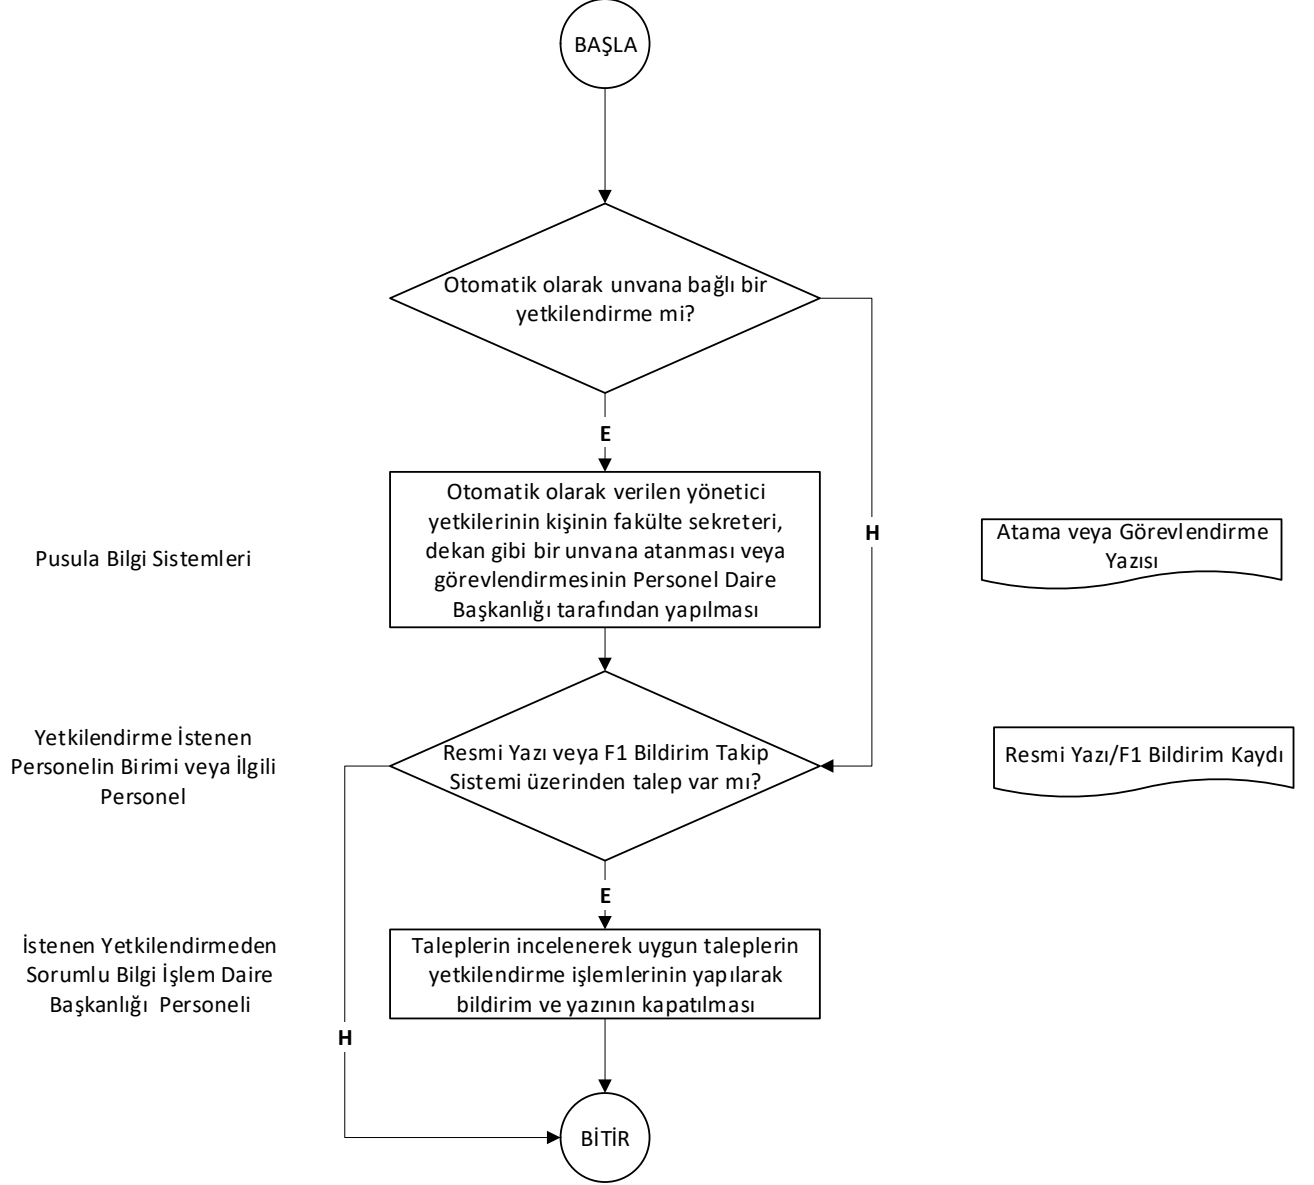 BAŞLA
Otomatik olarak unvana bağlı bir
yetkilendirme mi?
E
H
Pusula Bilgi Sistemleri
Otomatik olarak verilen yönetici
yetkilerinin kişinin fakülte sekreteri,
dekan gibi bir unvana atanması veya
görevlendirmesinin Personel Daire
Başkanlığı tarafından yapılması
Atama veya Görevlendirme
Yazısı
Yetkilendirme İstenen
Personelin Birimi veya İlgili
Personel
Resmi Yazı veya F1 Bildirim Takip
Sistemi üzerinden talep var mı?
Resmi Yazı/F1 Bildirim Kaydı
E
İstenen Yetkilendirmeden
Sorumlu Bilgi İşlem Daire
Başkanlığı  Personeli
Taleplerin incelenerek uygun taleplerin
yetkilendirme işlemlerinin yapılarak
bildirim ve yazının kapatılması
H
BİTİR